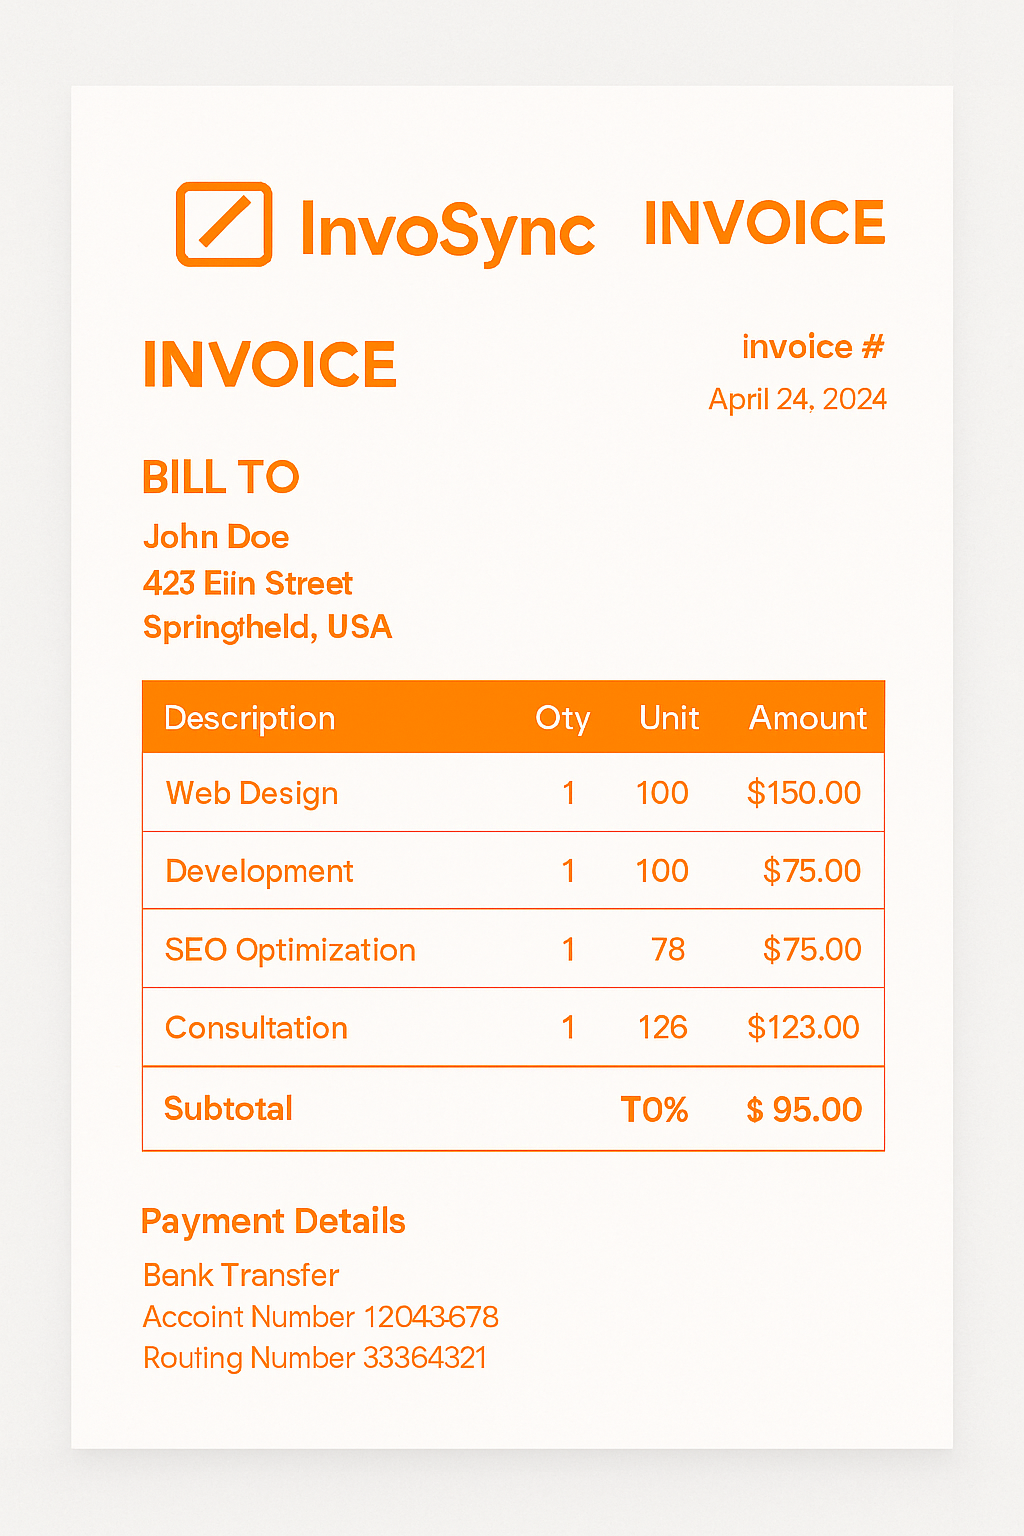 InvoSync INVOICE
INVOICE
invoice #
April 24, 2024
BILL TO
John Doe
423 Eiin Street
Springtheld, USA
Description Oty Unit Amount
Web Design 1 100 $150.00
Development 1 100 $75.00
SEO Optimization 1 78 $75.00
Consultation 1 126 $123.00
Subtotal T0% $ 95.00
Payment Details
Benk Transfer
Accoint Number 12043678
Routing Number 33364321